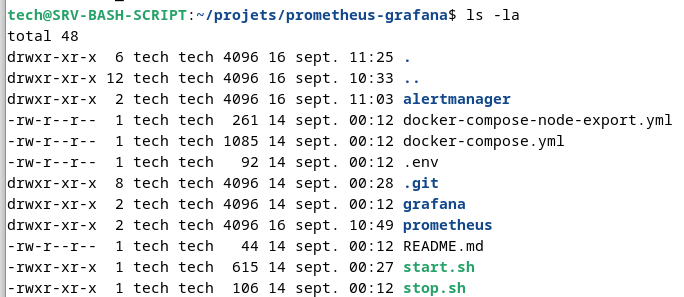 tech@SRV-BASH-SCRIPT:~/projets/prometheus-grafana$ ls -la
total 48
drwxr-xr-x  6 tech tech 4096 16 sept. 11:25 .
drwxr-xr-x 12 tech tech 4096 16 sept. 10:33 ..
drwxr-xr-x  2 tech tech 4096 16 sept. 11:03 alertmanager
-rw-r--r--  1 tech tech  261 14 sept. 00:12 docker-compose-node-export.yml
-rw-r--r--  1 tech tech 1085 14 sept. 00:12 docker-compose.yml
-rw-r--r--  1 tech tech   92 14 sept. 00:12 .env
drwxr-xr-x  8 tech tech 4096 14 sept. 00:28 .git
drwxr-xr-x  2 tech tech 4096 14 sept. 00:12 grafana
drwxr-xr-x  2 tech tech 4096 16 sept. 10:49 prometheus
-rw-r--r--  1 tech tech   44 14 sept. 00:12 README.md
-rwxr-xr-x  1 tech tech  615 14 sept. 00:27 start.sh
-rwxr-xr-x  1 tech tech  106 14 sept. 00:12 stop.sh